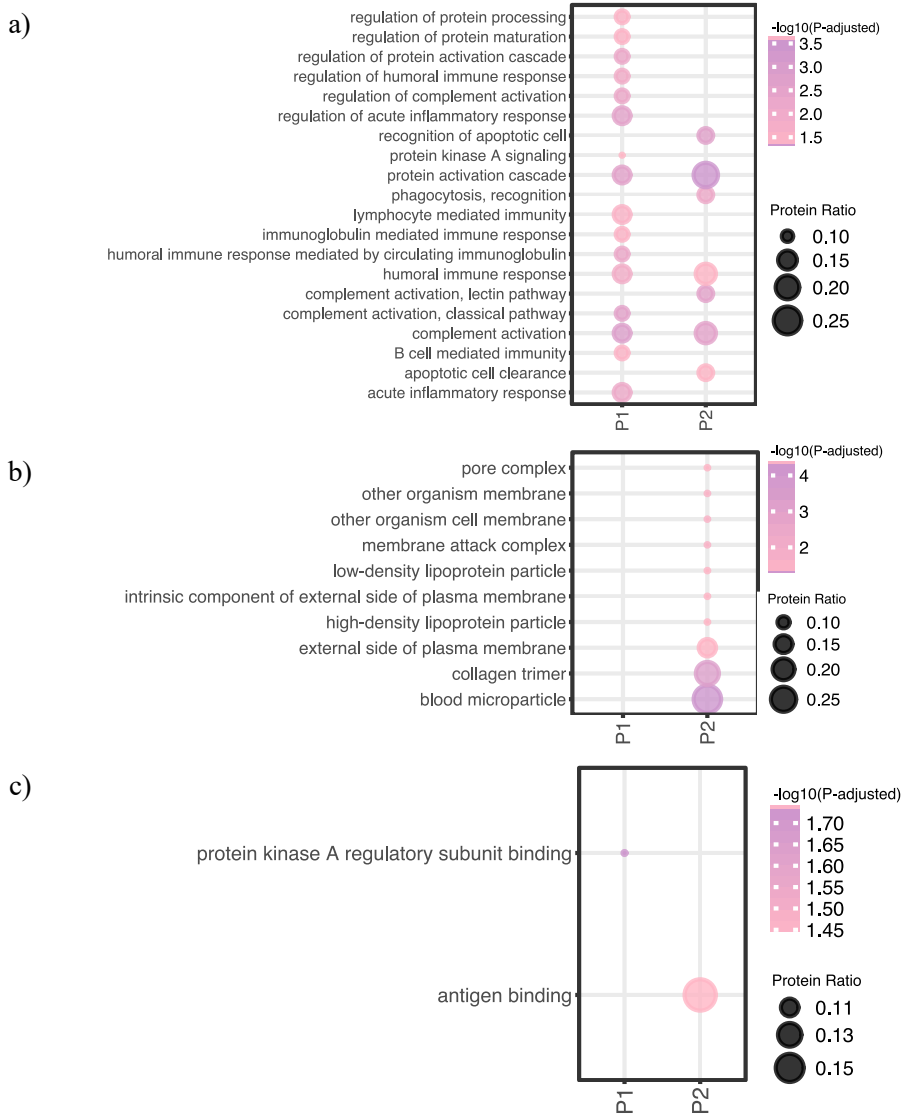 a)
regulation of protein processing
regulation of protein maturation
regulation of protein activation cascade
regulation of humoral immune response
regulation of complement activation
regulation of acute inflammatory response
recognition of apoptotic cell
protein kinase A signaling
protein activation cascade
phagocytosis, recognition
lymphocyte mediated immunity
immunoglobulin mediated immune response
humoral immune response mediated by circulating immunoglobulin
humoral immune response
complement activation, lectin pathway
complement activation, classical pathway
complement activation
B cell mediated immunity
apoptotic cell clearance
acute inflammatory response
P1
P2
-log10(P-adjusted)
3.5
3.0
2.5
2.0
1.5
Protein Ratio
0.10
0.15
0.20
0.25
b)
pore complex
other organism membrane
other organism cell membrane
membrane attack complex
low-density lipoprotein particle
intrinsic component of external side of plasma membrane
high-density lipoprotein particle
external side of plasma membrane
collagen trimer
blood microparticle
P1
P2
-log10(P-adjusted)
4
3
2
Protein Ratio
0.10
0.15
0.20
0.25
c)
protein kinase A regulatory subunit binding
antigen binding
P1
P2
-log10(P-adjusted)
1.70
1.65
1.60
1.55
1.50
1.45
Protein Ratio
0.11
0.13
0.15